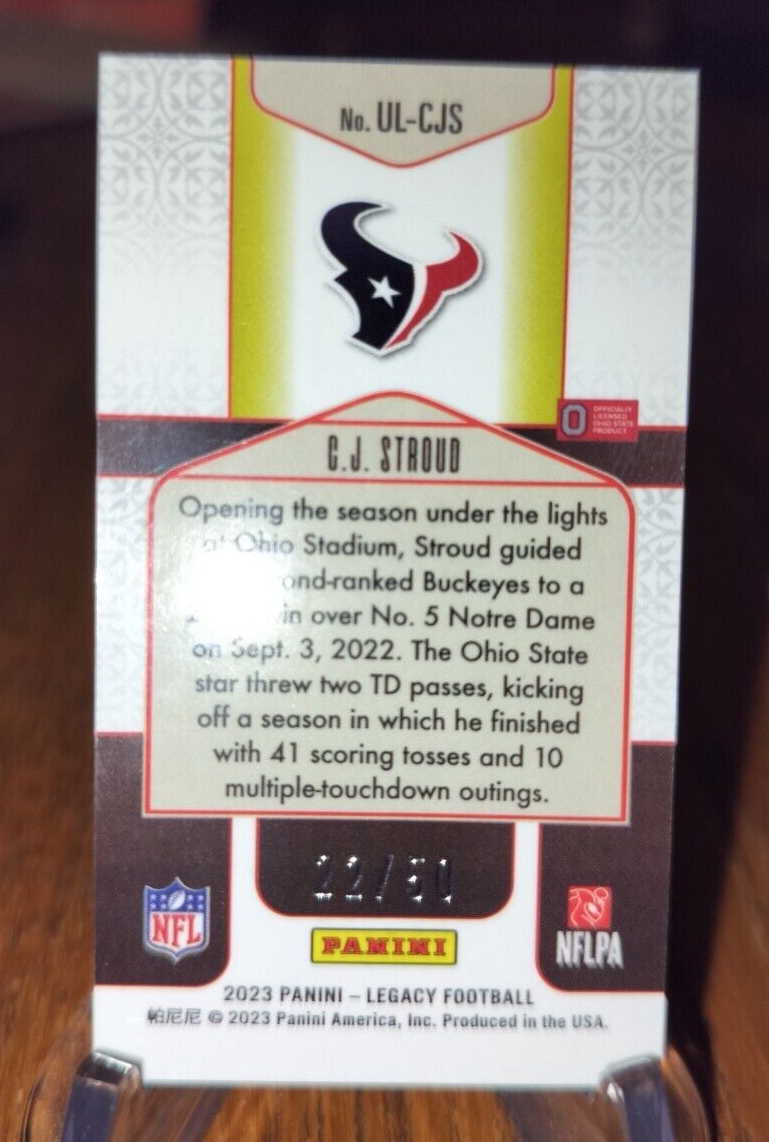 No. UL-CJS
O OFFICIALLY
LICENSED
OHIO STATE
PRODUCT
C.J. STROUD
Opening the season under the lights
at Ohio Stadium, Stroud guided
ond-ranked Buckeyes to a
in over No. 5 Notre Dame
on Sept. 3, 2022. The Ohio State
star threw two TD passes, kicking
off a season in which he finished
with 41 scoring tosses and 10
multiple-touchdown outings.
22/50
NFL
PANINI
NFLPA
2023 PANINI – LEGACY FOOTBALL
帕尼尼 © 2023 Panini America, Inc. Produced in the USA.